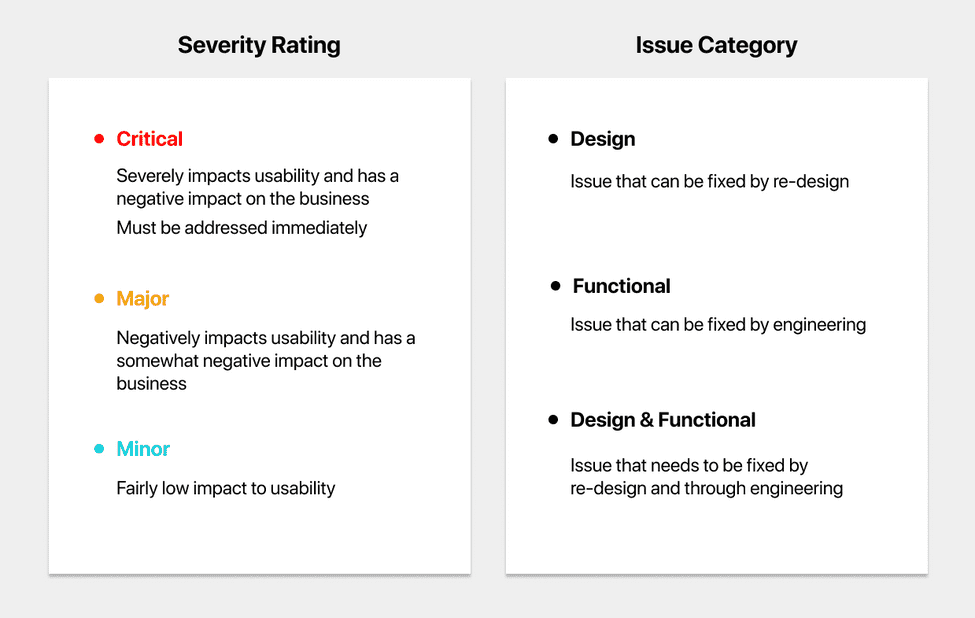 Severity Rating
Critical
Severely impacts usability and has a
negative impact on the business
Must be addressed immediately
Major
Negatively impacts usability and has a
somewhat negative impact on the
business
Minor
Fairly low impact to usability
Issue Category
Design
Issue that can be fixed by re-design
Functional
Issue that can be fixed by engineering
Design & Functional
Issue that needs to be fixed by
re-design and through engineering